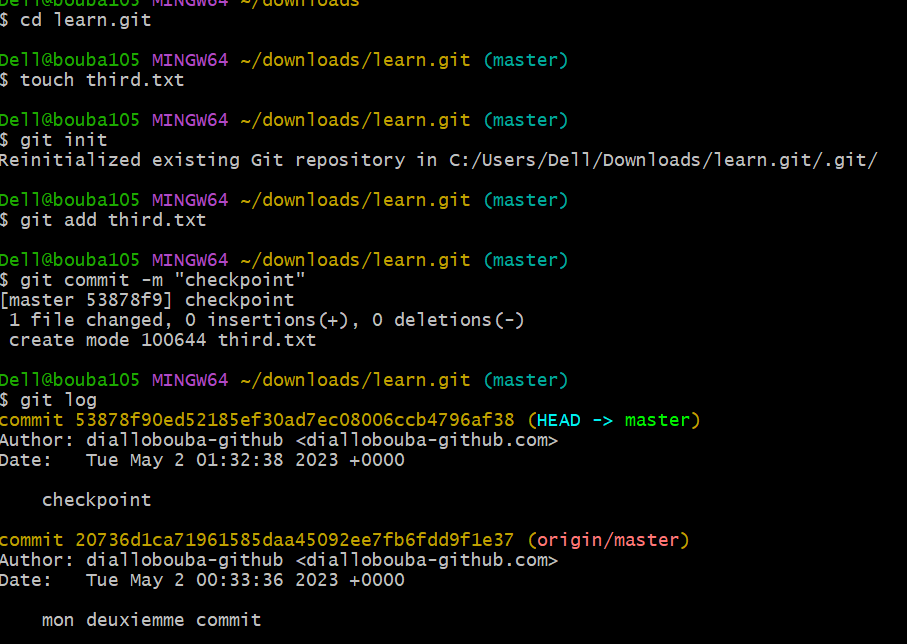 Dell@bouba105 MINGW64 ~/downloads
$ cd learn.git
Dell@bouba105 MINGW64 ~/downloads/learn.git (master)
$ touch third.txt
Dell@bouba105 MINGW64 ~/downloads/learn.git (master)
$ git init
Reinitialized existing Git repository in C:/Users/Dell/Downloads/learn.git/.git/
Dell@bouba105 MINGW64 ~/downloads/learn.git (master)
$ git add third.txt
Dell@bouba105 MINGW64 ~/downloads/learn.git (master)
$ git commit -m "checkpoint"
[master 53878f9] checkpoint
1 file changed, 0 insertions(+), 0 deletions(-)
create mode 100644 third.txt
Dell@bouba105 MINGW64 ~/downloads/learn.git (master)
$ git log
commit 53878f90ed52185ef30ad7ec08006ccb4796af38 (HEAD -> master)
Author: diallobouba-github <diallobouba-github.com>
Date: Tue May 2 01:32:38 2023 +0000
checkpoint
commit 20736d1ca71961585daa45092ee7fb6fdd9f1e37 (origin/master)
Author: diallobouba-github <diallobouba-github.com>
Date: Tue May 2 00:33:36 2023 +0000
mon deuxiemme commit